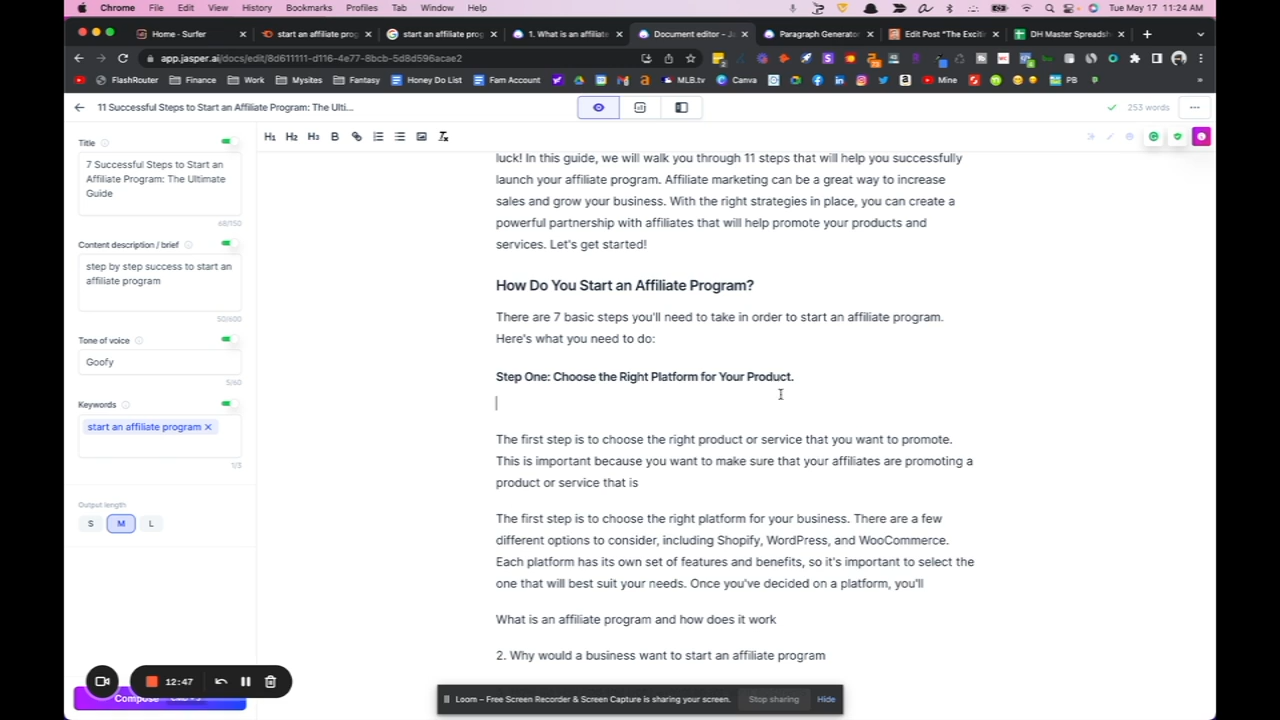 Chrome File Edit View History Bookmarks Profiles Tab Window Help
Tue May 17 11:24 AM
Home - Surfer
start an affiliate prog
start an affiliate prog
1. What is an affiliate
Document editor - J
Paragraph Generator
Edit Post "The Exciti
DH Master Spreadsh
app.jasper.ai/docs/edit/8d611111-d116-4e77-8bcb-5d8d596acae2
FlashRouter Finance Work Mysites Fantasy Honey Do List Fam Account MLB.tv Canva Mine PB
11 Successful Steps to Start an Affiliate Program: The Ulti...
253 words
H1 H2 H3 B
Title
7 Successful Steps to Start an
Affiliate Program: The Ultimate
Guide
68/150
Content description / brief
step by step success to start an
affiliate program
50/600
Tone of voice
Goofy
5/60
Keywords
start an affiliate program ×
1/3
Output length
S M L
luck! In this guide, we will walk you through 11 steps that will help you successfully
launch your affiliate program. Affiliate marketing can be a great way to increase
sales and grow your business. With the right strategies in place, you can create a
powerful partnership with affiliates that will help promote your products and
services. Let's get started!
How Do You Start an Affiliate Program?
There are 7 basic steps you'll need to take in order to start an affiliate program.
Here's what you need to do:
Step One: Choose the Right Platform for Your Product.
The first step is to choose the right product or service that you want to promote.
This is important because you want to make sure that your affiliates are promoting a
product or service that is
The first step is to choose the right platform for your business. There are a few
different options to consider, including Shopify, WordPress, and WooCommerce.
Each platform has its own set of features and benefits, so it's important to select the
one that will best suit your needs. Once you've decided on a platform, you'll
What is an affiliate program and how does it work
2. Why would a business want to start an affiliate program
12:47
Compose
Loom – Free Screen Recorder & Screen Capture is sharing your screen.
Stop sharing
Hide